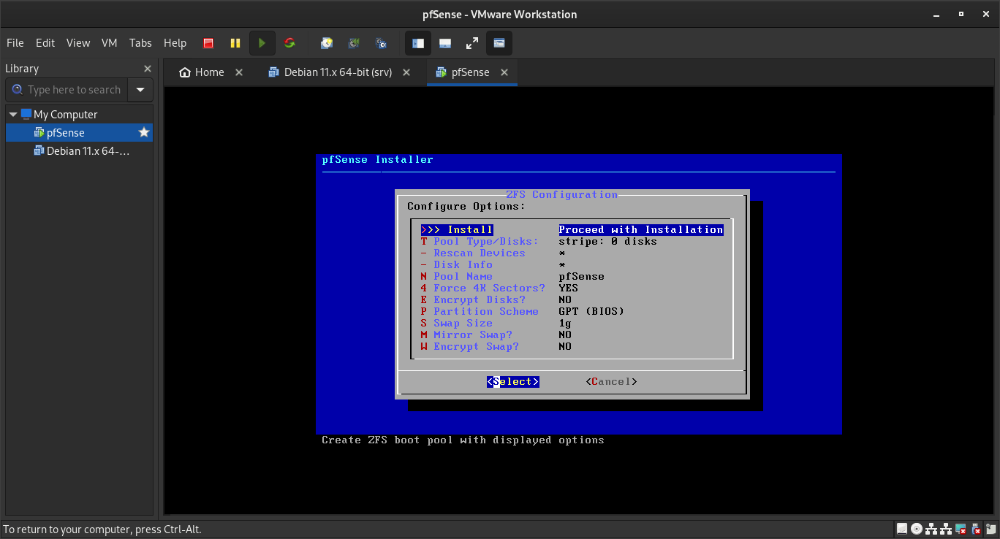 pfSense - VMware Workstation
File Edit View VM Tabs Help
Library
Type here to search
My Computer
pfSense
Debian 11.x 64-...
Home
Debian 11.x 64-bit (srv)
pfSense
pfSense Installer
ZFS Configuration
Configure Options:
>>> Install Proceed with Installation
T Pool Type/Disks: stripe: 0 disks
- Rescan Devices *
- Disk Info *
N Pool Name pfSense
4 Force 4K Sectors? YES
E Encrypt Disks? NO
P Partition Scheme GPT (BIOS)
S Swap Size 1g
M Mirror Swap? NO
W Encrypt Swap? NO
<Select> <Cancel>
Create ZFS boot pool with displayed options
To return to your computer, press Ctrl-Alt.